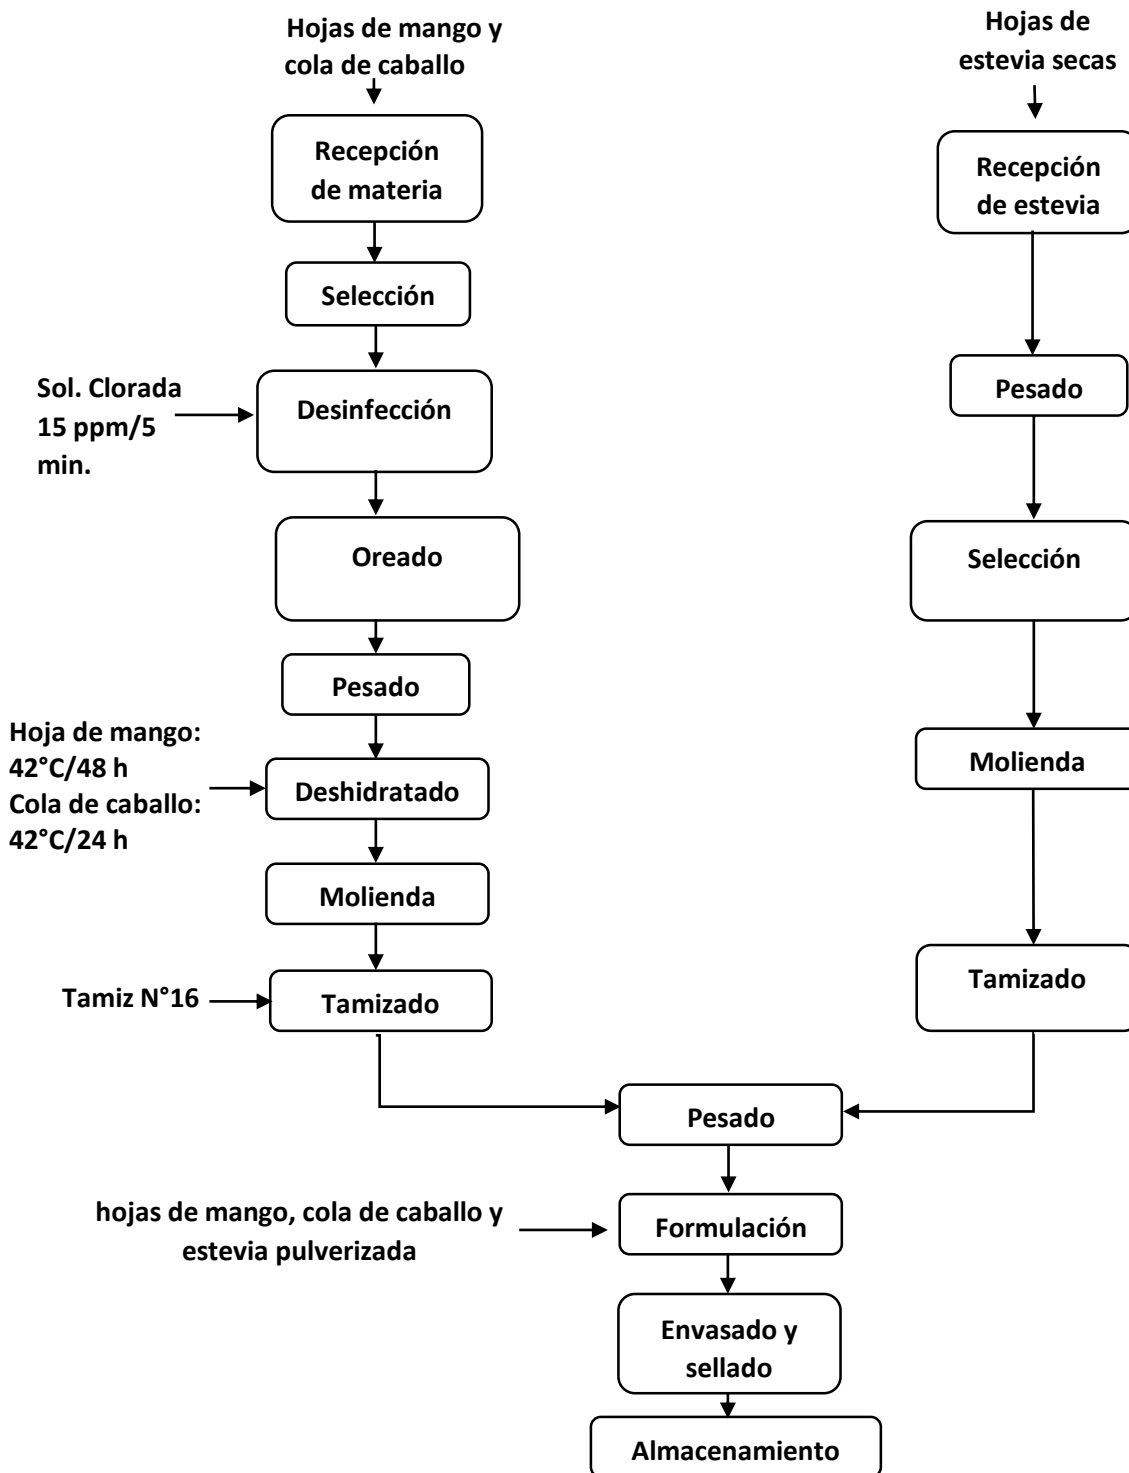 Hojas de mango y
cola de caballo
Recepción
de materia
Selección
Sol. Clorada
15 ppm/5
min.
Desinfección
Oreado
Pesado
Hoja de mango:
42°C/48 h
Cola de caballo:
42°C/24 h
Deshidratado
Molienda
Tamiz N°16
Tamizado
Hojas de
estevia secas
Recepción
de estevia
Pesado
Selección
Molienda
Tamizado
Pesado
hojas de mango, cola de caballo y
estevia pulverizada
Formulación
Envasado y
sellado
Almacenamiento